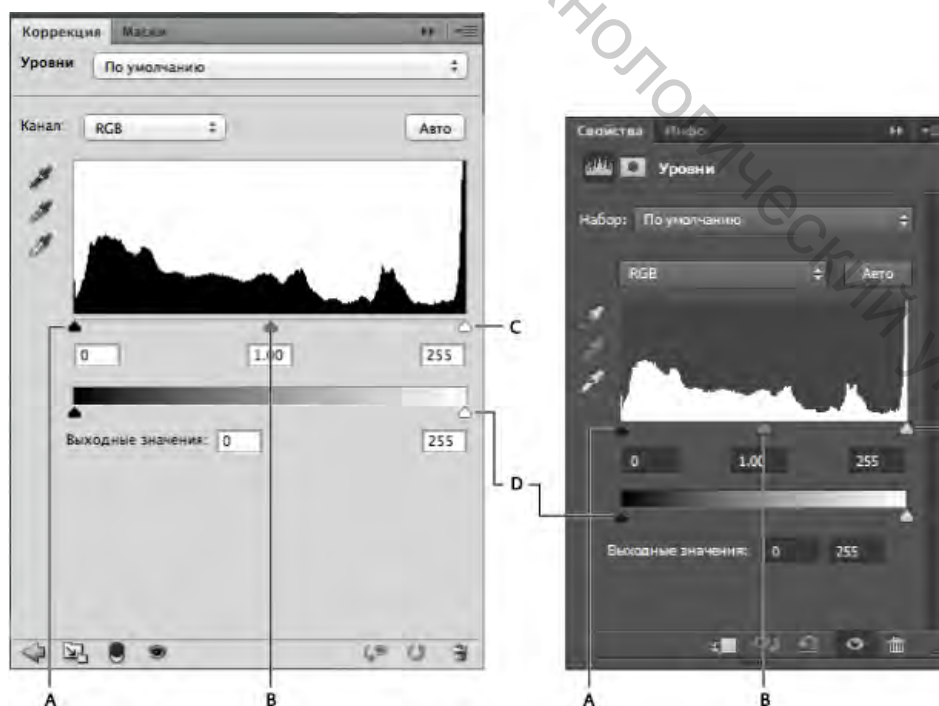 Коррекция Маски
Уровни По умолчанию
Канал: RGB Авто
0 1.00 255
Выходные значения: 0 255
A B C D
Свойства Инфо
Уровни
Набор: По умолчанию
RGB Авто
0 1.00 255
Выходные значения: 0 255
A B